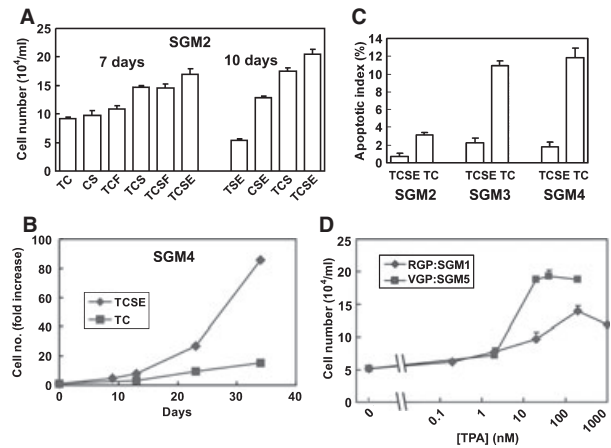 A
SGM2
7 days
10 days
Cell number (10⁴/ml)
25
20
15
10
5
0
TC
CS
TCF
TCS
TCSF
TCSE
TSE
CSE
TCS
TCSE
C
Apoptotic index (%)
14
12
10
8
6
4
2
0
TCSE TC TCSE TC TCSE TC
SGM2 SGM3 SGM4
B
SGM4
Cell no. (fold increase)
100
80
60
40
20
0
TCSE
TC
0 10 20 30 40
Days
D
Cell number (10⁴/ml)
25
20
15
10
5
0
RGP:SGM1
VGP:SGM5
0 0.1 1 10 100 1000
[TPA] (nM)